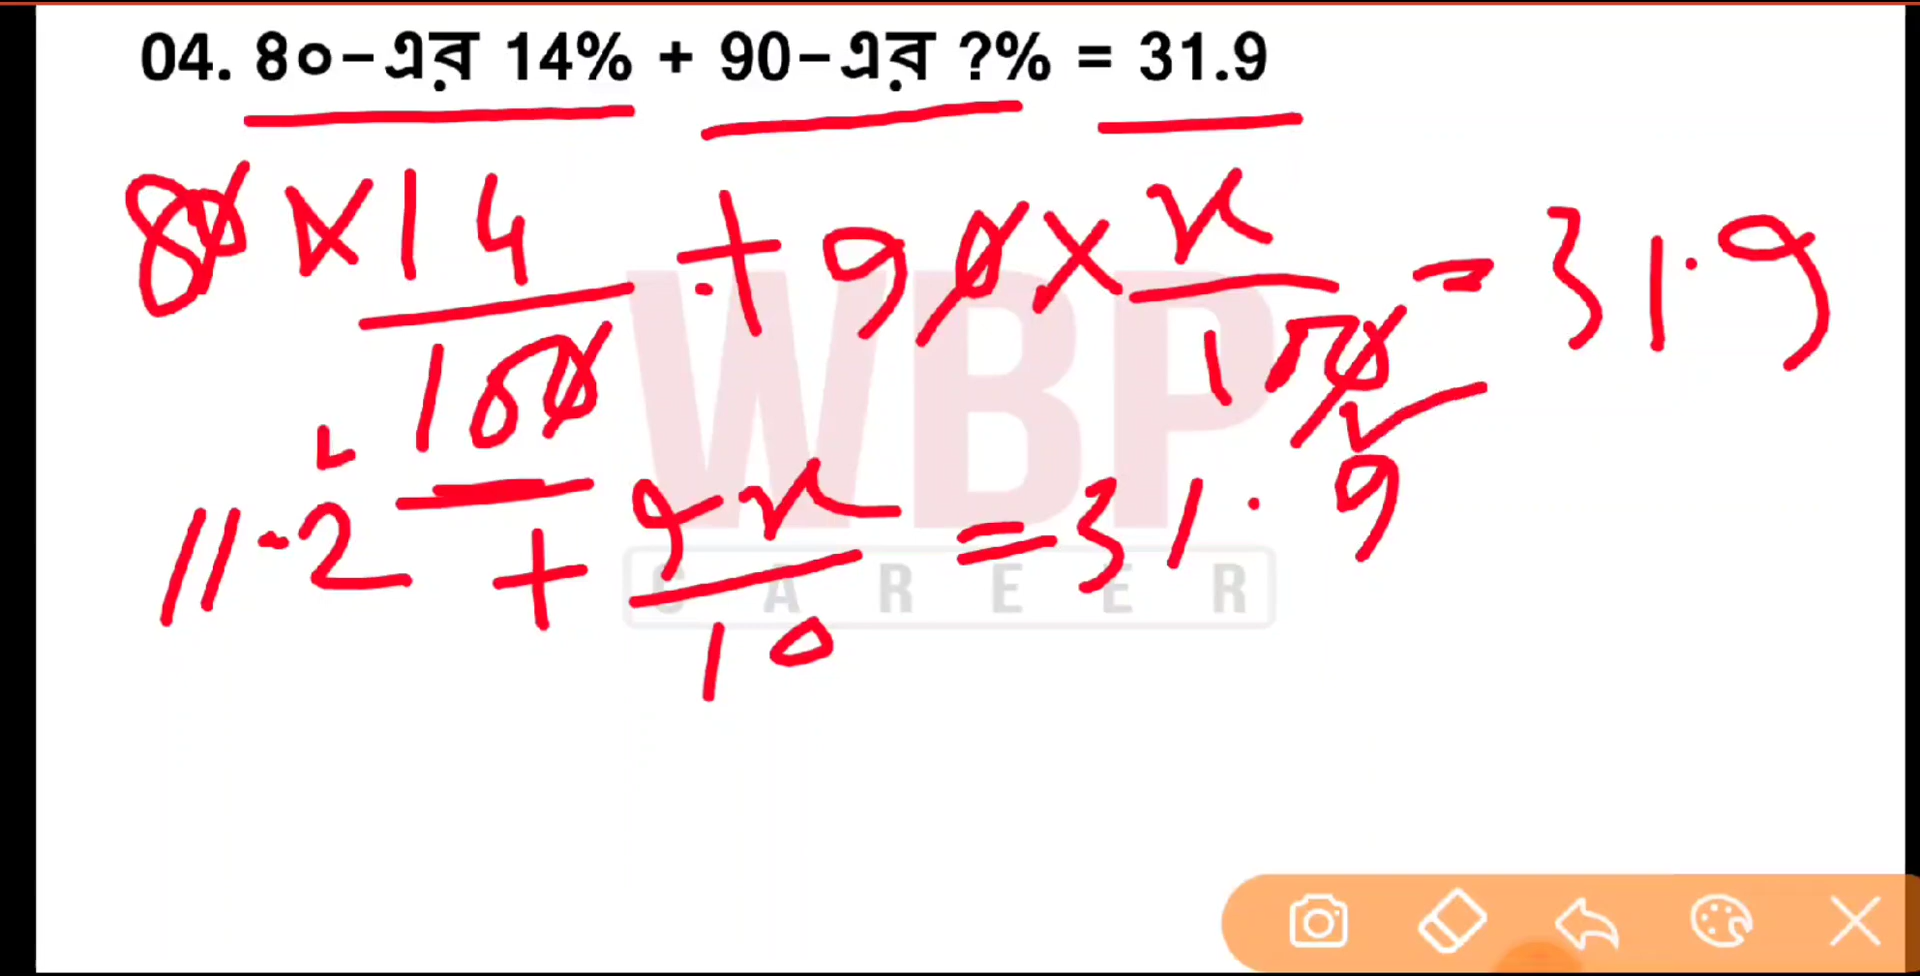 04. 8০-এর 14% + 90-এর ?% = 31.9
80 × 14/100 + 90 × x/100 = 31.9
11.2 + 9x/10 = 31.9
WBP
CAREER